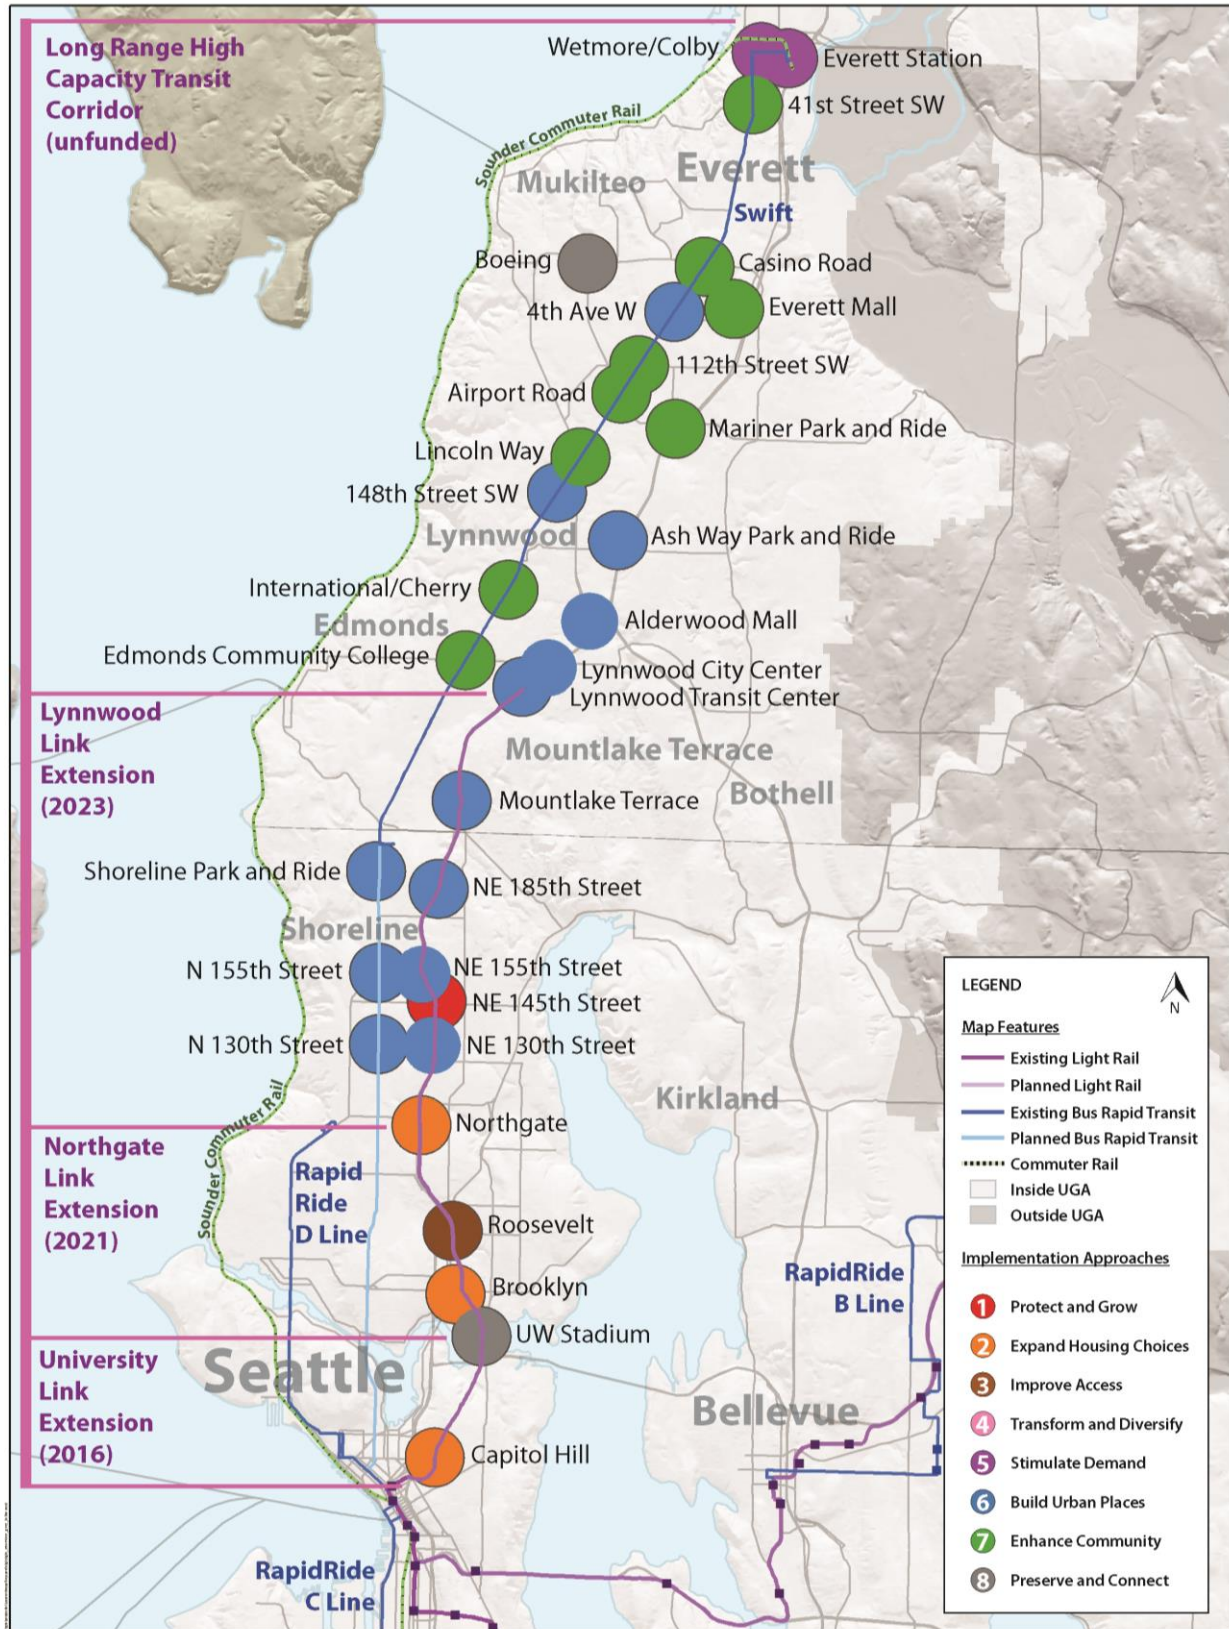 Long Range High
Capacity Transit
Corridor
(unfunded)
Wetmore/Colby
Everett Station
41st Street SW
Sounder Commuter Rail
Everett
Mukilteo
Swift
Boeing
Casino Road
4th Ave W
Everett Mall
112th Street SW
Airport Road
Mariner Park and Ride
Lincoln Way
148th Street SW
Lynnwood
Ash Way Park and Ride
International/Cherry
Edmonds
Alderwood Mall
Edmonds Community College
Lynnwood City Center
Lynnwood Transit Center
Lynnwood
Link
Extension
(2023)
Mountlake Terrace
Bothell
Mountlake Terrace
Shoreline Park and Ride
NE 185th Street
Shoreline
N 155th Street
NE 155th Street
NE 145th Street
N 130th Street
NE 130th Street
Kirkland
Sounder Commuter Rail
Northgate
Northgate
Link
Extension
(2021)
Rapid
Ride
D Line
Roosevelt
Brooklyn
RapidRide
B Line
UW Stadium
University
Link
Extension
(2016)
Seattle
Bellevue
Capitol Hill
RapidRide
C Line
LEGEND
N
Map Features
Existing Light Rail
Planned Light Rail
Existing Bus Rapid Transit
Planned Bus Rapid Transit
Commuter Rail
Inside UGA
Outside UGA
Implementation Approaches
1 Protect and Grow
2 Expand Housing Choices
3 Improve Access
4 Transform and Diversify
5 Stimulate Demand
6 Build Urban Places
7 Enhance Community
8 Preserve and Connect